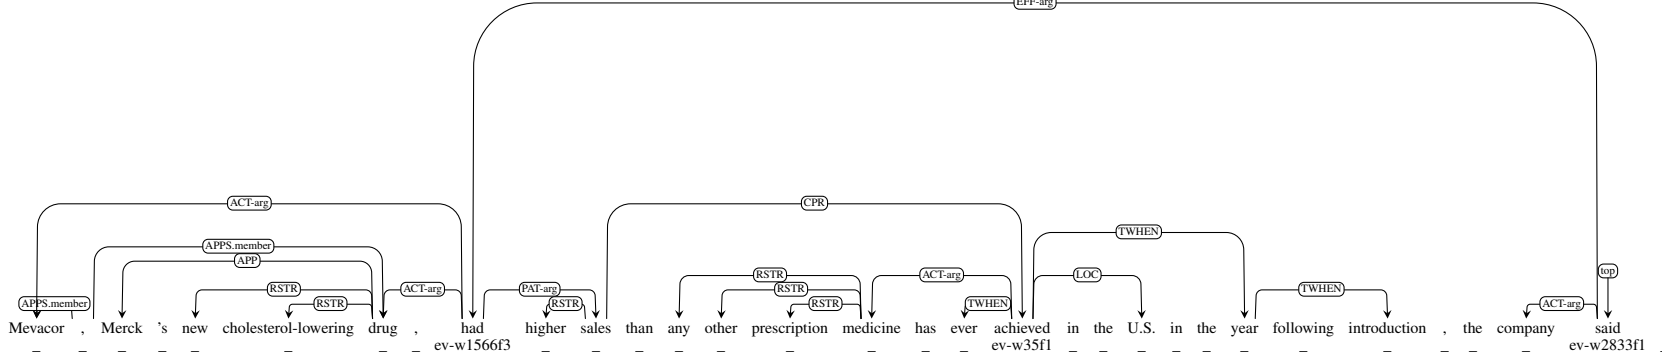 EFF-arg
ACT-arg CPR
TWHEN
APPS.member
APP
top
RSTR ACT-arg LOC
RSTR ACT-arg PAT-arg RSTR TWHEN
APPS.member RSTR RSTR RSTR TWHEN ACT-arg
Mevacor , Merck 's new cholesterol-lowering drug , had higher sales than any other prescription medicine has ever achieved in the U.S. in the year following introduction , the company said
_ _ _ _ _ _ _ _ ev-w1566f3 _ _ _ _ _ _ _ _ _ ev-w35f1 _ _ _ _ _ _ _ _ _ _ _ ev-w2833f1 _